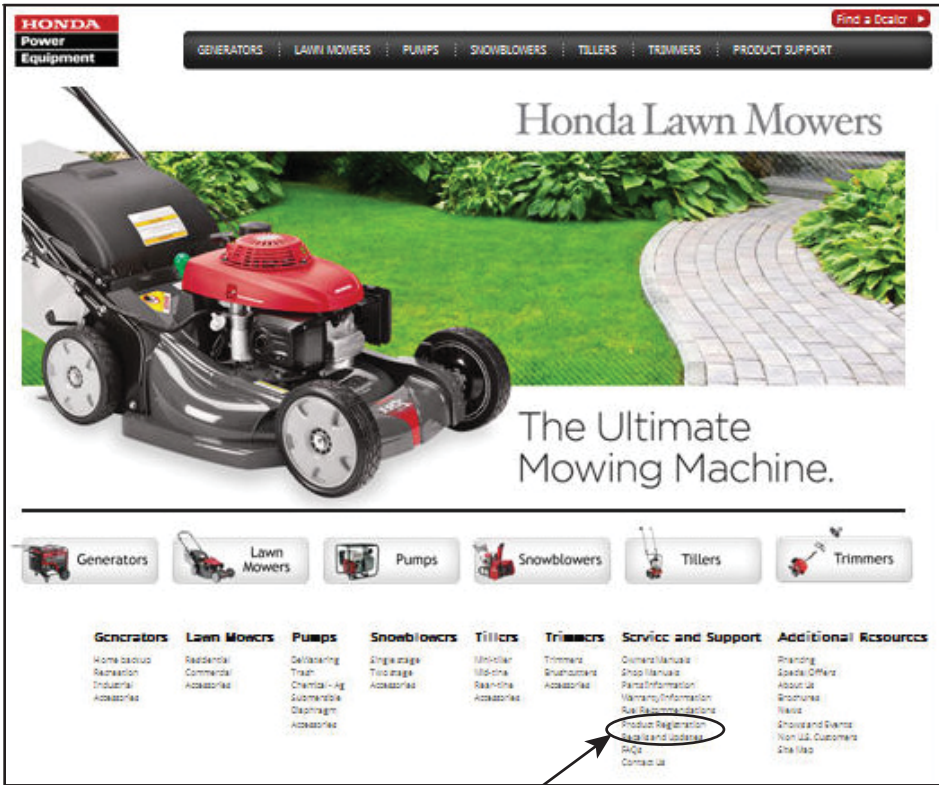 HONDA
Power
Equipment
Find a Dealer
GENERATORS LAWN MOWERS PUMPS SNOWBLOWERS TILLERS TRIMMERS PRODUCT SUPPORT
Honda Lawn Mowers
The Ultimate
Mowing Machine.
Generators
Lawn
Mowers
Pumps
Snowblowers
Tillers
Trimmers
Generators
Home backup
Recreation
Industrial
Accessories
Lawn Mowers
Residential
Commercial
Accessories
Pumps
DeWatering
Trash
Chemical - Ag
Submersible
Diaphragm
Accessories
Snowblowers
Single stage
Two stage
Accessories
Tillers
Mini-tiller
Mid-tine
Rear-tine
Accessories
Trimmers
Trimmers
Brushcutters
Accessories
Service and Support
Owners Manuals
Shop Manuals
Parts Information
Warranty Information
Fuel Recommendations
Product Registration
Recalls and Updates
FAQs
Contact Us
Additional Resources
Financing
Special Offers
About Us
Brochures
News
Shows and Events
Non U.S. Customers
Site Map